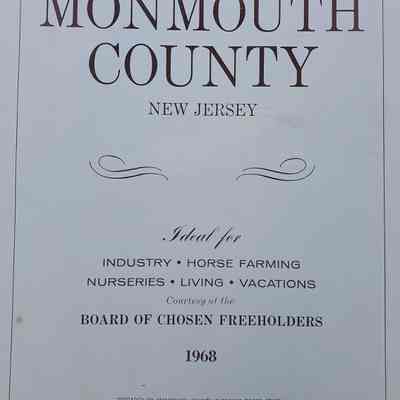 MONMOUTH
COUNTY
NEW JERSEY
Ideal for
INDUSTRY • HORSE FARMING
NURSERIES • LIVING • VACATIONS
Courtesy of the
BOARD OF CHOSEN FREEHOLDERS
1968